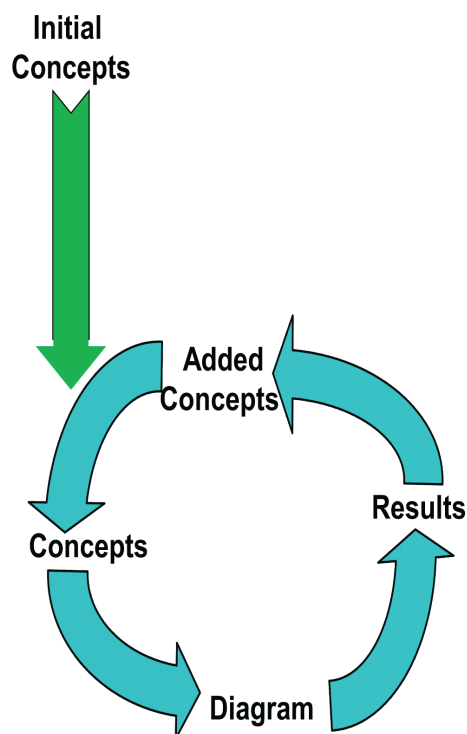 Initial
Concepts
Added
Concepts
Results
Concepts
Diagram